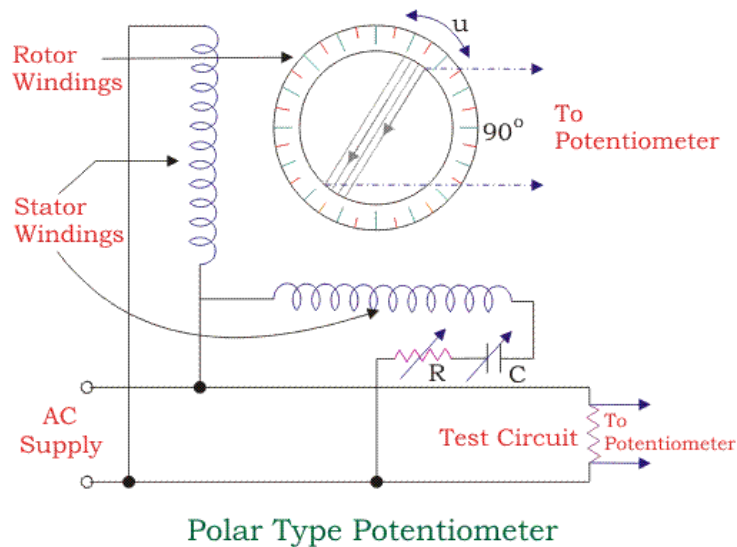 u
Rotor
Windings
90°
To
Potentiometer
Stator
Windings
R
C
AC
Supply
Test Circuit
To
Potentiometer
Polar Type Potentiometer